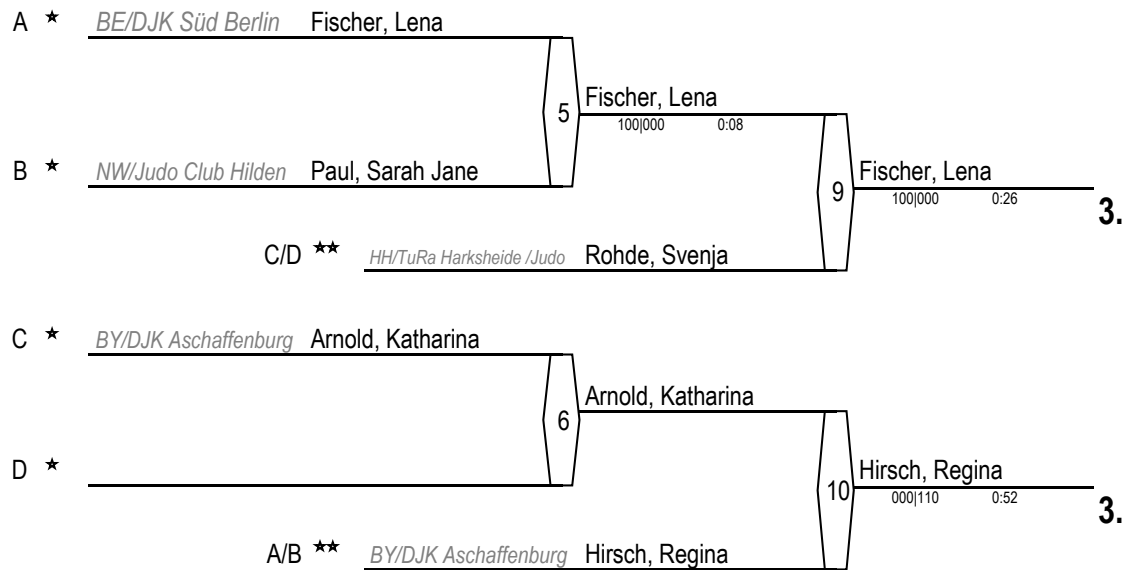 A ★ BE/DJK Süd Berlin Fischer, Lena
5 Fischer, Lena
100|000 0:08
B ★ NW/Judo Club Hilden Paul, Sarah Jane
9 Fischer, Lena
100|000 0:26
3.
C/D ★★ HH/TuRa Harksheide /Judo Rohde, Svenja
C ★ BY/DJK Aschaffenburg Arnold, Katharina
6 Arnold, Katharina
D ★
10 Hirsch, Regina
000|110 0:52
3.
A/B ★★ BY/DJK Aschaffenburg Hirsch, Regina